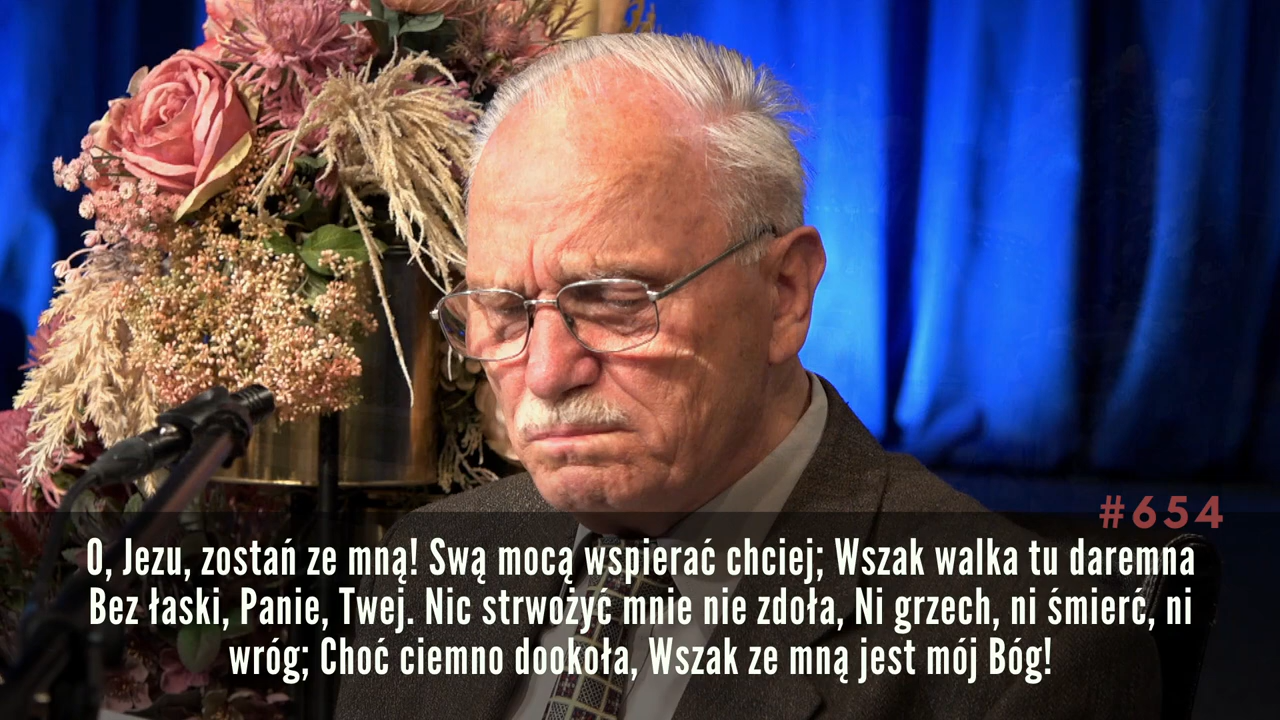 #654
O, Jezu, zostań ze mną! Swą mocą wspierać chciej; Wszak walka tu daremna
Bez łaski, Panie, Twej. Nic strwożyć mnie nie zdoła, Ni grzech, ni śmierć, ni
wróg; Choć ciemno dookoła, Wszak ze mną jest mój Bóg!